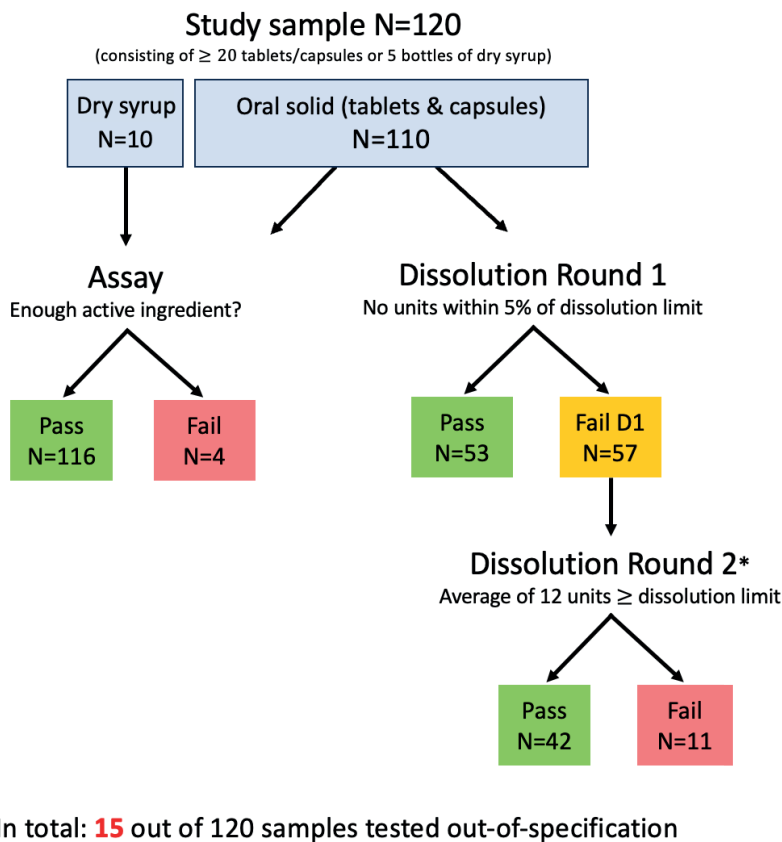 Study sample N=120
(consisting of ≥ 20 tablets/capsules or 5 bottles of dry syrup)
Dry syrup
N=10
Oral solid (tablets & capsules)
N=110
Assay
Enough active ingredient?
Pass
N=116
Fail
N=4
Dissolution Round 1
No units within 5% of dissolution limit
Pass
N=53
Fail D1
N=57
Dissolution Round 2*
Average of 12 units ≥ dissolution limit
Pass
N=42
Fail
N=11
In total: 15 out of 120 samples tested out-of-specification